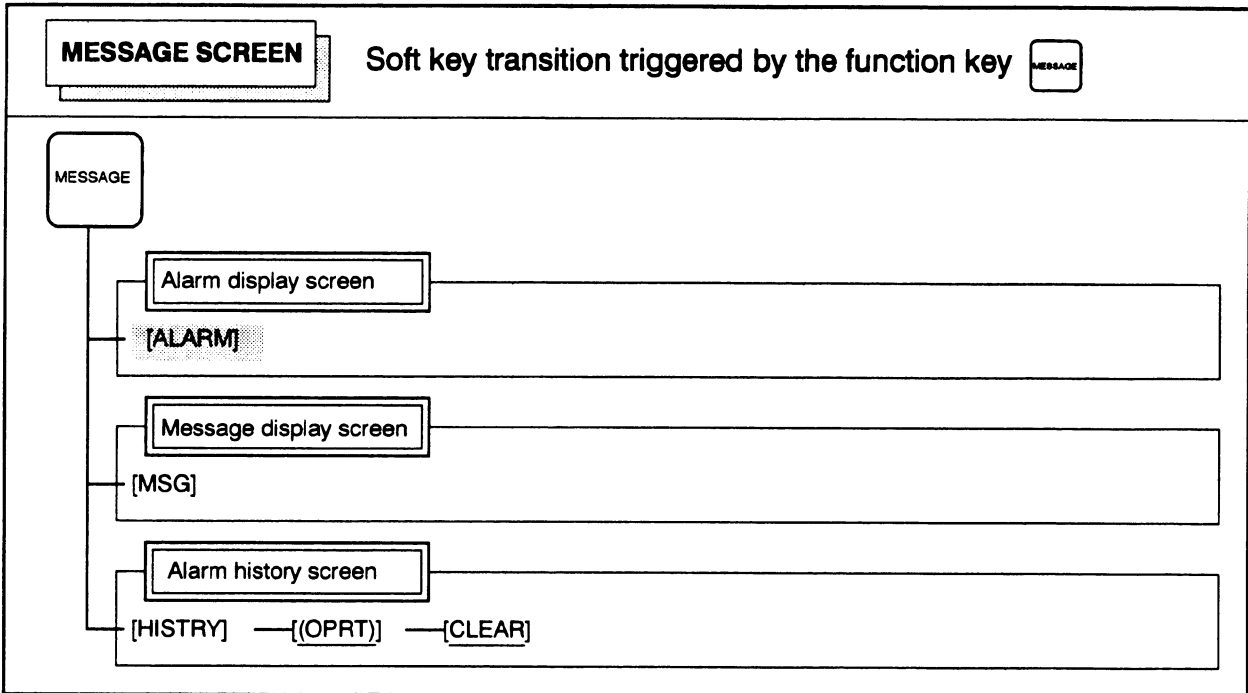 MESSAGE SCREEN
Soft key transition triggered by the function key MESSAGE
MESSAGE
Alarm display screen
[ALARM]
Message display screen
[MSG]
Alarm history screen
[HISTRY] [(OPRT)] [CLEAR]